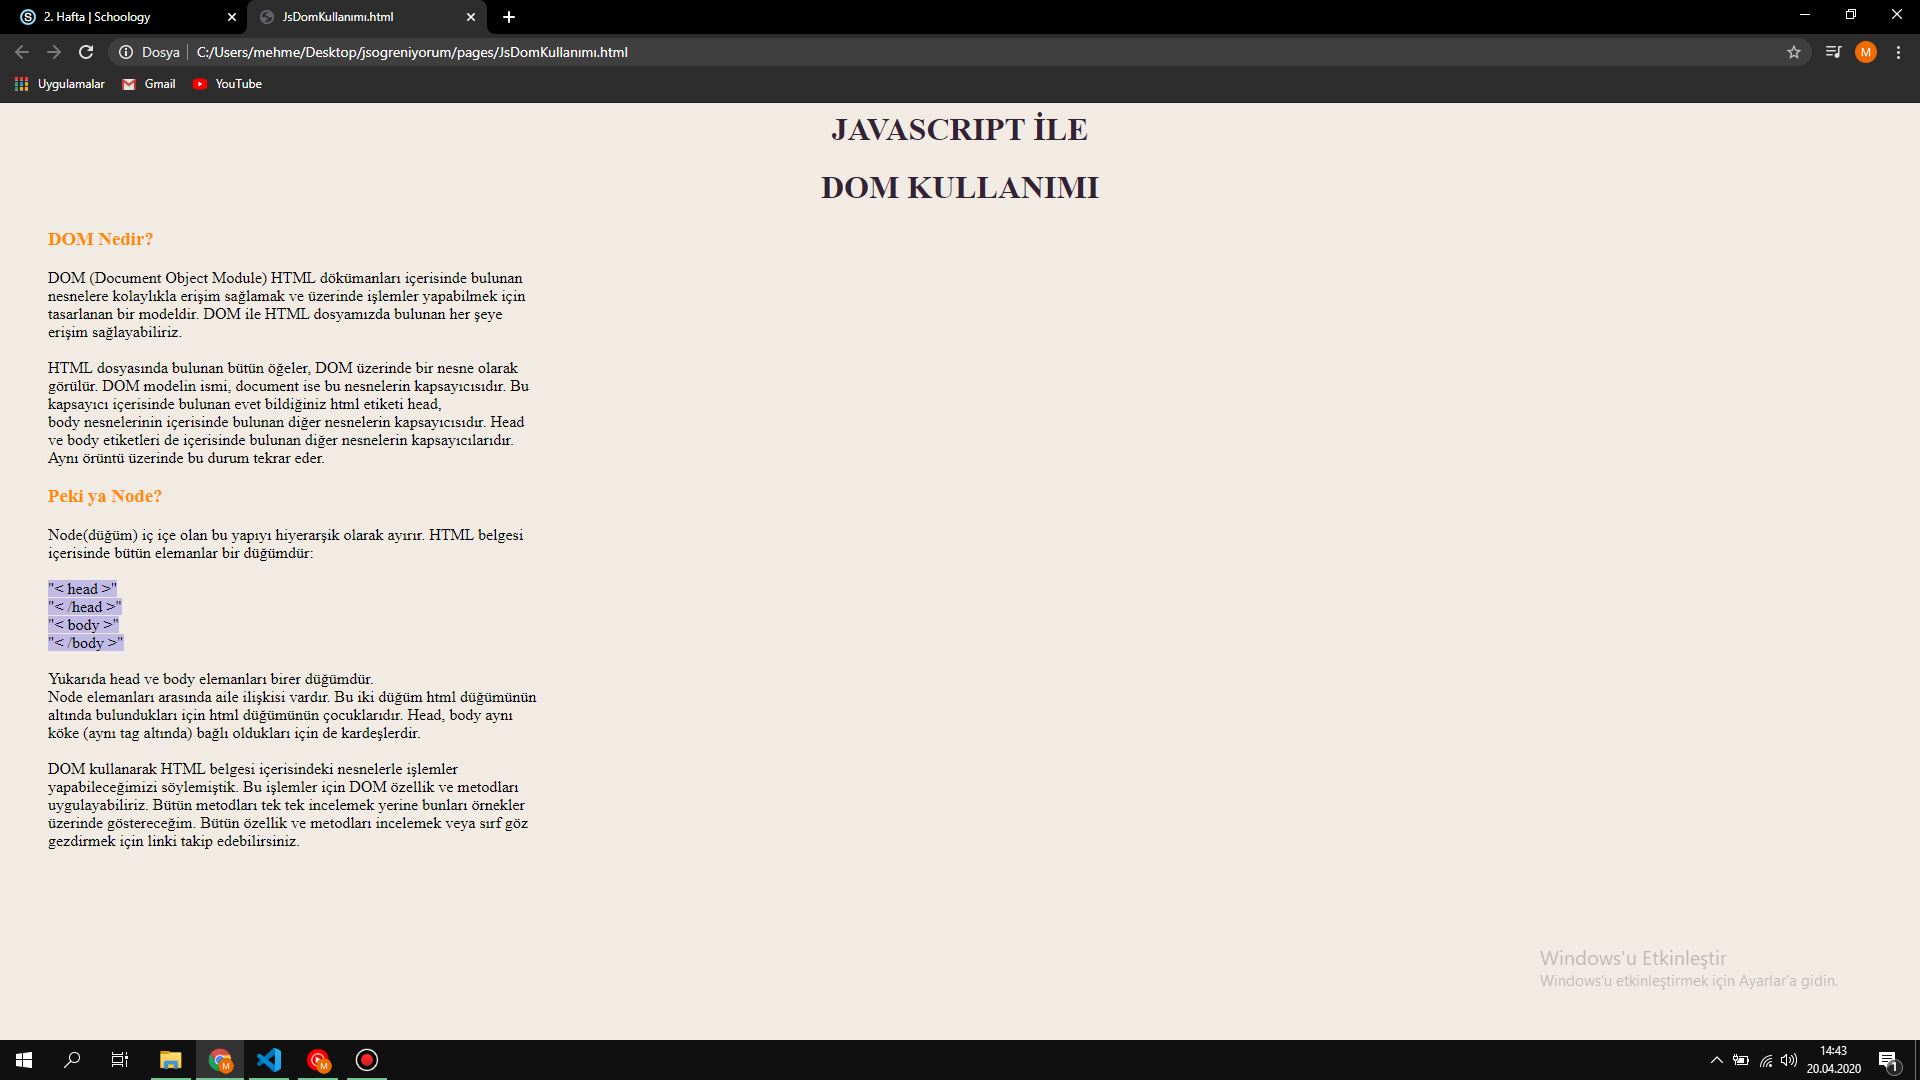 2. Hafta | Schoology
JsDomKullanımı.html
Dosya
C:/Users/mehme/Desktop/jsogreniyorum/pages/JsDomKullanımı.html
M
Uygulamalar
Gmail
YouTube
JAVASCRIPT İLE
DOM KULLANIMI
DOM Nedir?
DOM (Document Object Module) HTML dökümanları içerisinde bulunan
nesnelere kolaylıkla erişim sağlamak ve üzerinde işlemler yapabilmek için
tasarlanan bir modeldir. DOM ile HTML dosyamızda bulunan her şeye
erişim sağlayabiliriz.
HTML dosyasında bulunan bütün öğeler, DOM üzerinde bir nesne olarak
görülür. DOM modelin ismi, document ise bu nesnelerin kapsayıcısıdır. Bu
kapsayıcı içerisinde bulunan evet bildiğiniz html etiketi head,
body nesnelerinin içerisinde bulunan diğer nesnelerin kapsayıcısıdır. Head
ve body etiketleri de içerisinde bulunan diğer nesnelerin kapsayıcılarıdır.
Aynı örüntü üzerinde bu durum tekrar eder.
Peki ya Node?
Node(düğüm) iç içe olan bu yapıyı hiyerarşik olarak ayırır. HTML belgesi
içerisinde bütün elemanlar bir düğümdür:
"< head >"
"< /head >"
"< body >"
"< /body >"
Yukarıda head ve body elemanları birer düğümdür.
Node elemanları arasında aile ilişkisi vardır. Bu iki düğüm html düğümünün
altında bulundukları için html düğümünün çocuklarıdır. Head, body aynı
köke (aynı tag altında) bağlı oldukları için de kardeşlerdir.
DOM kullanarak HTML belgesi içerisindeki nesnelerle işlemler
yapabileceğimizi söylemiştik. Bu işlemler için DOM özellik ve metodları
uygulayabiliriz. Bütün metodları tek tek incelemek yerine bunları örnekler
üzerinde göstereceğim. Bütün özellik ve metodları incelemek veya sırf göz
gezdirmek için linki takip edebilirsiniz.
Windows'u Etkinleştir
Windows'u etkinleştirmek için Ayarlar'a gidin.
M
M
14:43
20.04.2020
1